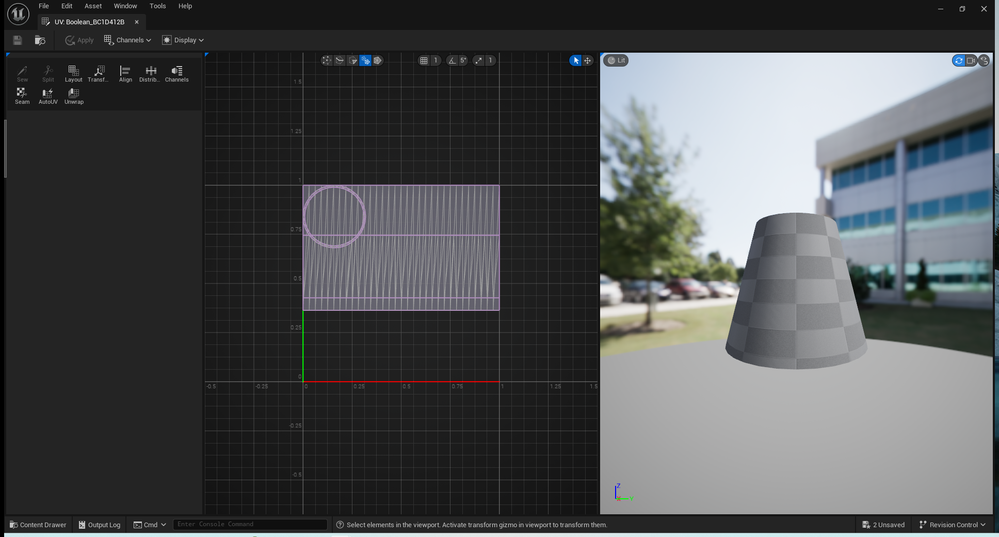 File Edit Asset Window Tools Help
UV: Boolean_BC1D412B
Apply Channels Display
Sew Split Layout Transf... Align Distrib... Channels
Seam AutoUV Unwrap
1 5° 1
Lit
1.5
1.25
1
0.75
0.5
0.25
0
-0.5 -0.25 0 0.25 0.5 0.75 1 1.25 1.5
-0.25
-0.5
Z
X Y
Content Drawer Output Log Cmd Enter Console Command Select elements in the viewport. Activate transform gizmo in viewport to transform them. 2 Unsaved Revision Control